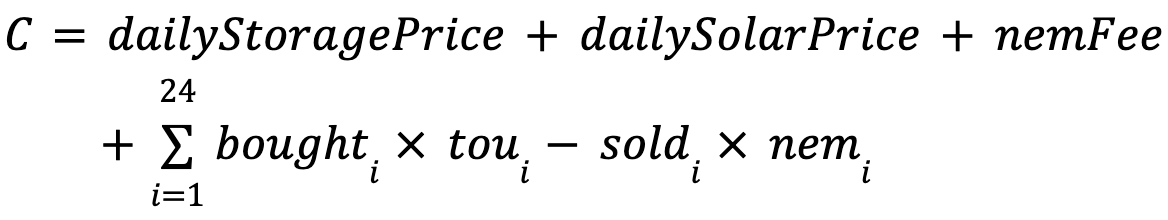 C = dailyStoragePrice + dailySolarPrice + nemFee
+ ∑_{i=1}^{24} bought_i × tou_i − sold_i × nem_i